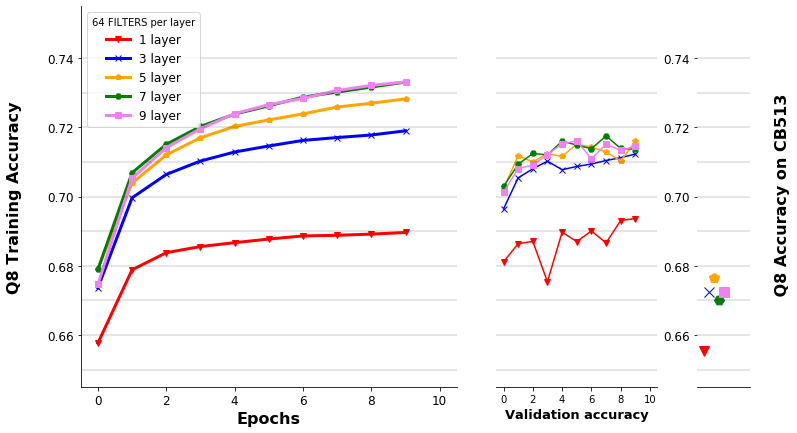 64 FILTERS per layer
1 layer
3 layer
5 layer
7 layer
9 layer
Q8 Training Accuracy
0.74
0.72
0.70
0.68
0.66
0 2 4 6 8 10
Epochs
0 2 4 6 8 10
Validation accuracy
0.74
0.72
0.70
0.68
0.66
Q8 Accuracy on CB513